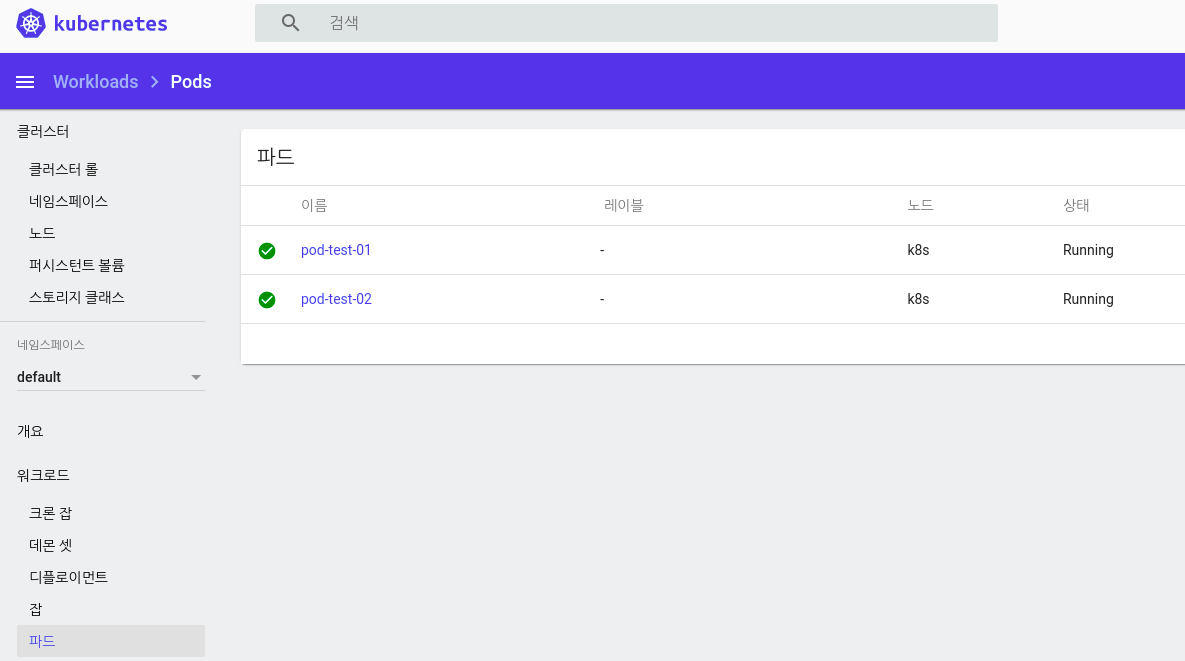 kubernetes
검색
Workloads > Pods
클러스터
클러스터 롤
네임스페이스
노드
퍼시스턴트 볼륨
스토리지 클래스
네임스페이스
default
개요
워크로드
크론 잡
데몬 셋
디플로이먼트
잡
파드
파드
이름 레이블 노드 상태
pod-test-01 - k8s Running
pod-test-02 - k8s Running